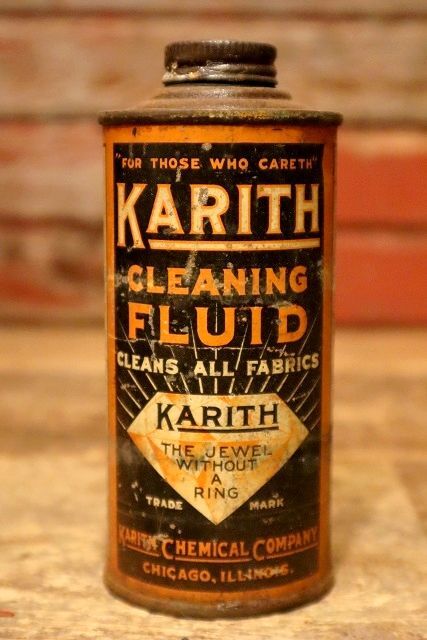 "FOR THOSE WHO CARETH"
KARITH
CLEANING
FLUID
CLEANS ALL FABRICS
KARITH
THE JEWEL
WITHOUT
A
RING
TRADE MARK
KARITH CHEMICAL COMPANY
CHICAGO, ILLINOIS.